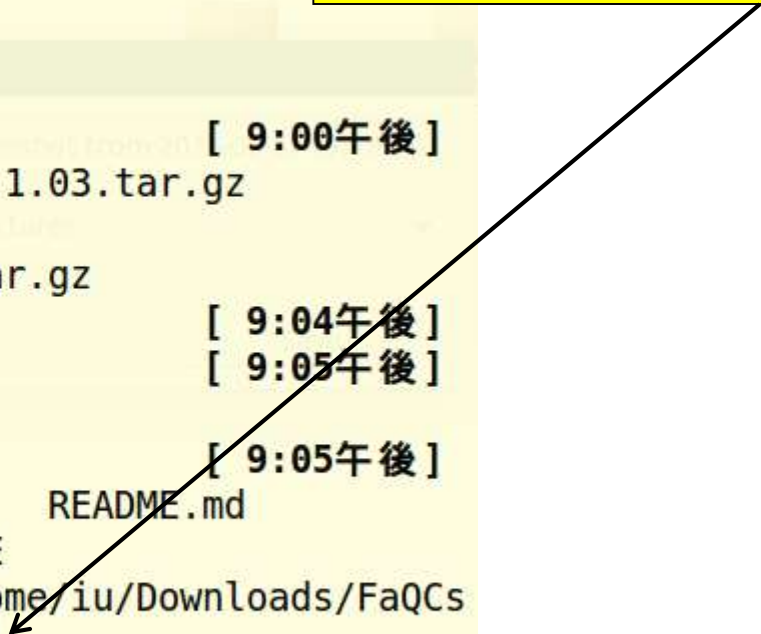 [ 9:00午後]
1.03.tar.gz
r.gz
[ 9:04午後]
[ 9:05午後]
[ 9:05午後]
README.md
ome/iu/Downloads/FaQCs